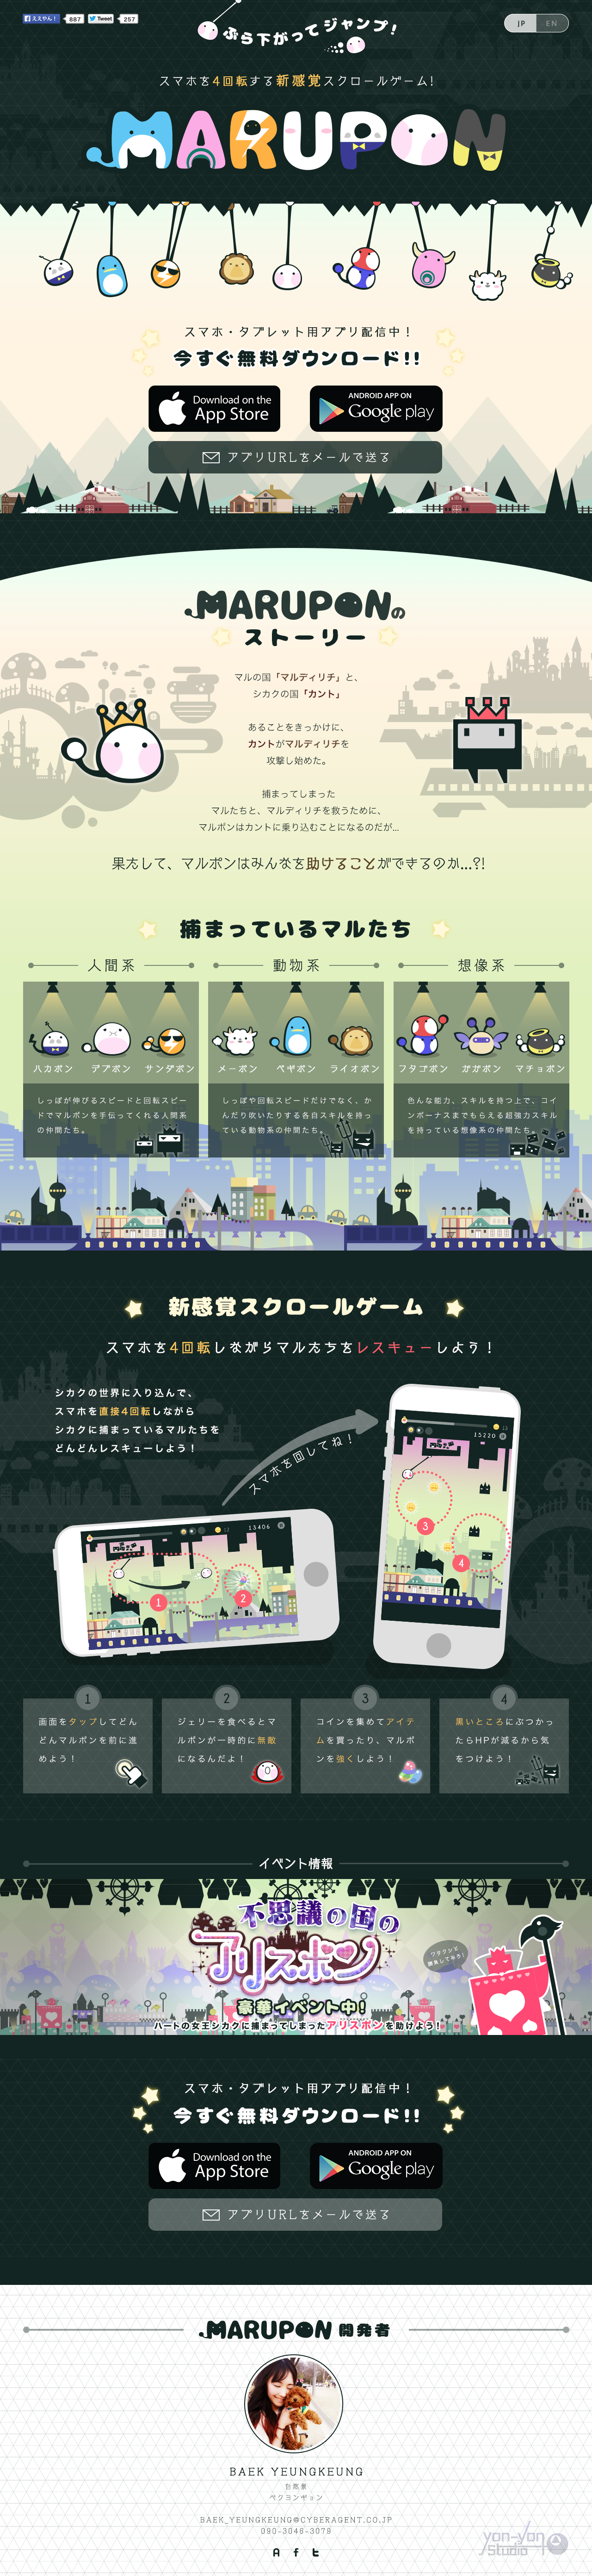 ええやん！ 887 Tweet 257
ぶら下がってジャンプ！
JP EN
スマホを4回転する新感覚スクロールゲーム!
MARUPON
スマホ・タブレット用アプリ配信中！
今すぐ無料ダウンロード!!
Download on the
App Store
ANDROID APP ON
Google play
アプリURLをメールで送る
MARUPONの
ストーリー
マルの国「マルディリチ」と、
シカクの国「カント」
あることをきっかけに、
カントがマルディリチを
攻撃し始めた。
捕まってしまった
マルたちと、マルディリチを救うために、
マルポンはカントに乗り込むことになるのだが...
果たして、マルポンはみんなを助けることができるのか...?!
捕まっているマルたち
人間系
動物系
想像系
ハカポン デブポン サングポン
メーポン ペヤポン ライオポン
フタゴポン ガガポン マチョポン
しっぽが伸びるスピードと回転スピー
ドでマルポンを手伝ってくれる人間系
の仲間たち。
しっぽや回転スピードだけでなく、か
んだり吹いたりする各自スキルを持っ
ている動物系の仲間たち。
色んな能力、スキルを持つ上で、コイ
ンボーナスまでもらえる超強力スキル
を持っている想像系の仲間たち。
新感覚スクロールゲーム
スマホを4回転しながらマルたちをレスキューしよう！
シカクの世界に入り込んで、
スマホを直接4回転しながら
シカクに捕まっているマルたちを
どんどんレスキューしよう！
スマホを回してね！
15220
3
4
13406
1
2
1
画面をタップしてどん
どんマルポンを前に進
めよう！
2
ジェリーを食べるとマ
ルポンが一時的に無敵
になるんだよ！
3
コインを集めてアイテ
ムを買ったり、マルポ
ンを強くしよう！
4
黒いところにぶつかっ
たらHPが減るから気
をつけよう！
イベント情報
不思議の国の
アリスポン
豪華イベント中！
ハートの女王シカクに捕まってしまったアリスポンを助けよう！
スマホ・タブレット用アプリ配信中！
今すぐ無料ダウンロード!!
Download on the
App Store
ANDROID APP ON
Google play
アプリURLをメールで送る
MARUPON 開発者
BAEK YEUNGKEUNG
ペクヨンギョン
BAEK_YEUNGKEUNG@CYBERAGENT.CO.JP
090-3848-3078
yon-yon
Studio